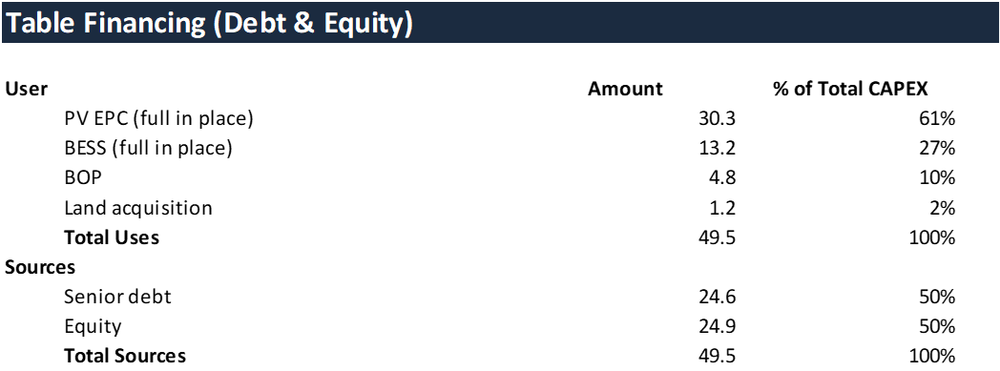 Table Financing (Debt & Equity)
User Amount % of Total CAPEX
PV EPC (full in place) 30.3 61%
BESS (full in place) 13.2 27%
BOP 4.8 10%
Land acquisition 1.2 2%
Total Uses 49.5 100%
Sources
Senior debt 24.6 50%
Equity 24.9 50%
Total Sources 49.5 100%